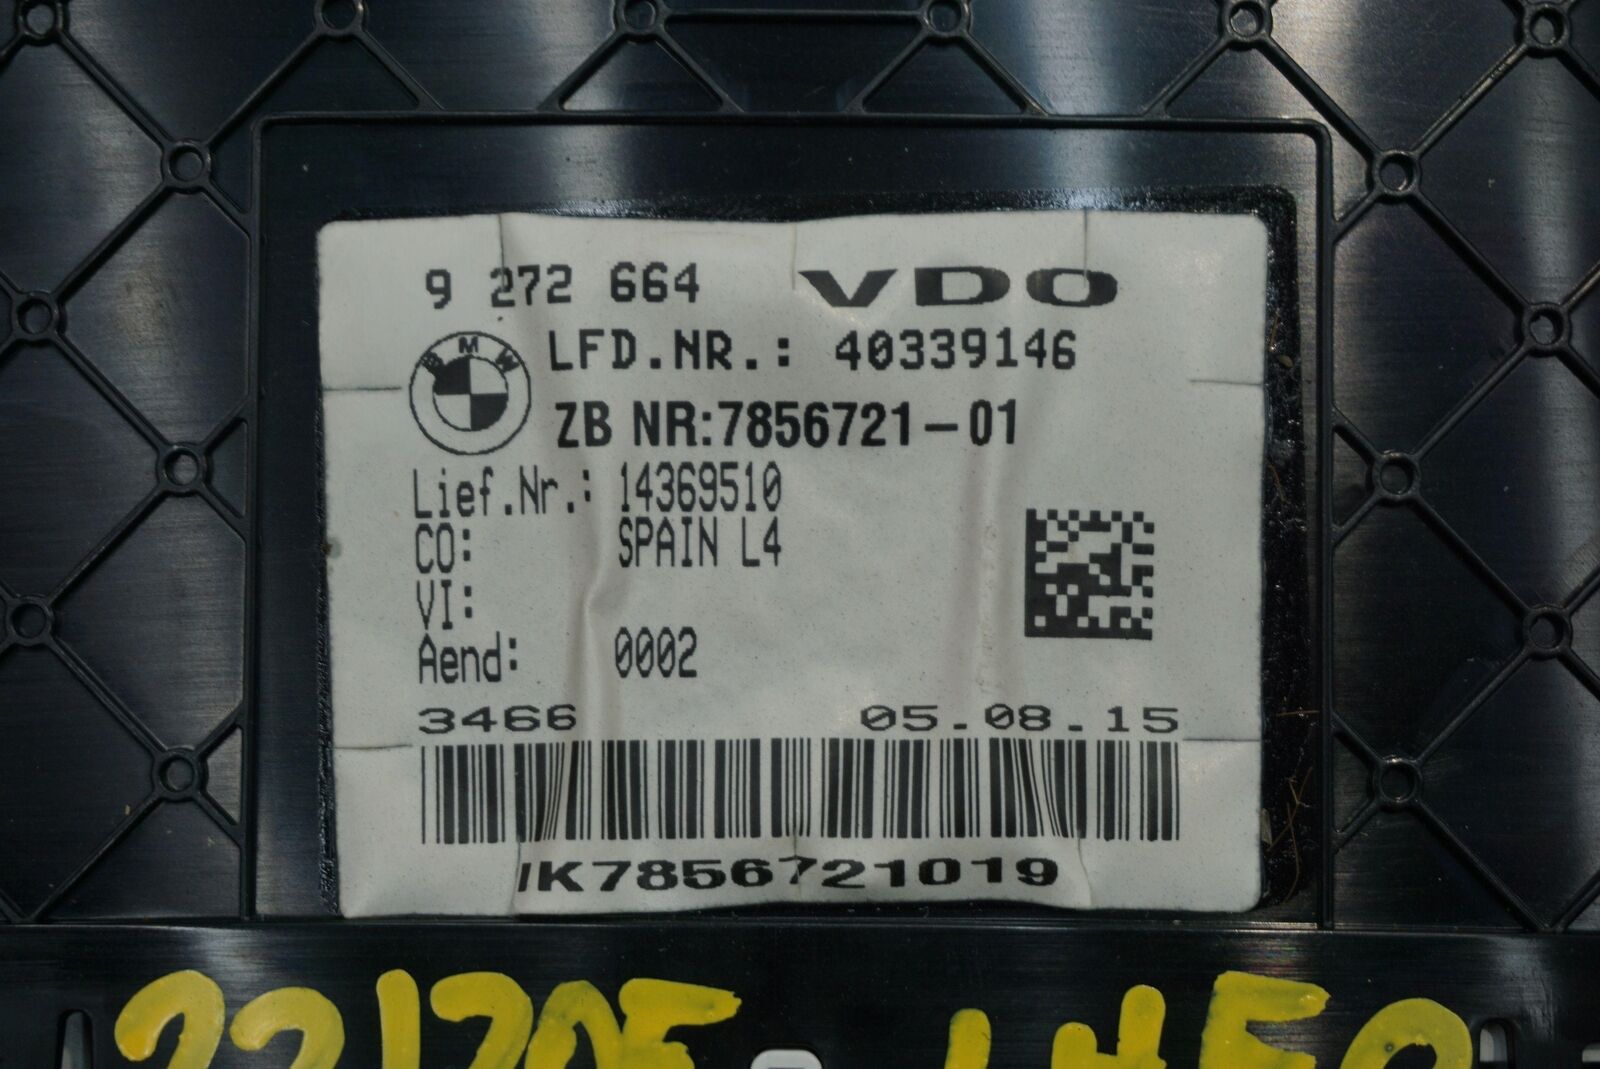 9 272 664 VDO
BMW LFD.NR.: 40339146
ZB NR:7856721-01
Lief.Nr.: 14369510
CO: SPAIN L4
VI:
Aend: 0002
3466 05.08.15
IK7856721019